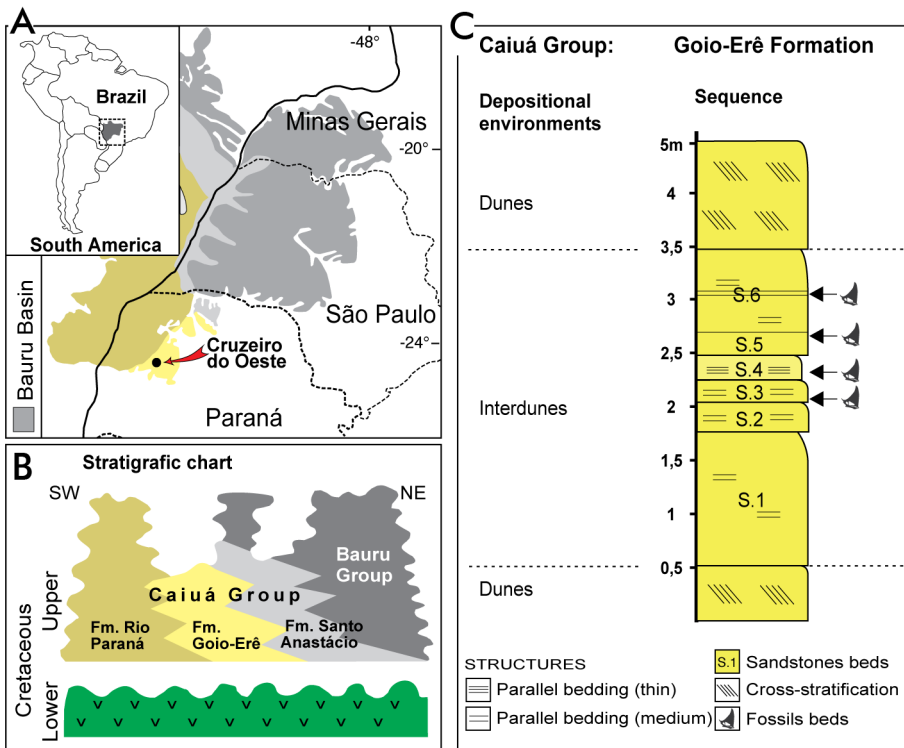 A
Brazil
South America
-48°
Minas Gerais
-20°
São Paulo
-24°
Cruzeiro
do Oeste
Paraná
Bauru Basin
B
Stratigrafic chart
SW
NE
Cretaceous
Upper
Lower
Bauru
Group
Caiuá Group
Fm. Rio
Paraná
Fm.
Goio-Erê
Fm. Santo
Anastácio
V V V V V V V V
V V V V V V V
C
Caiuá Group: Goio-Erê Formation
Depositional
environments
Sequence
5m
4
Dunes
3,5
3
S.6
S.5
2,5
S.4
S.3
Interdunes
2
S.2
1,5
S.1
1
0,5
Dunes
STRUCTURES
Parallel bedding (thin)
Parallel bedding (medium)
S.1 Sandstones beds
Cross-stratification
Fossils beds